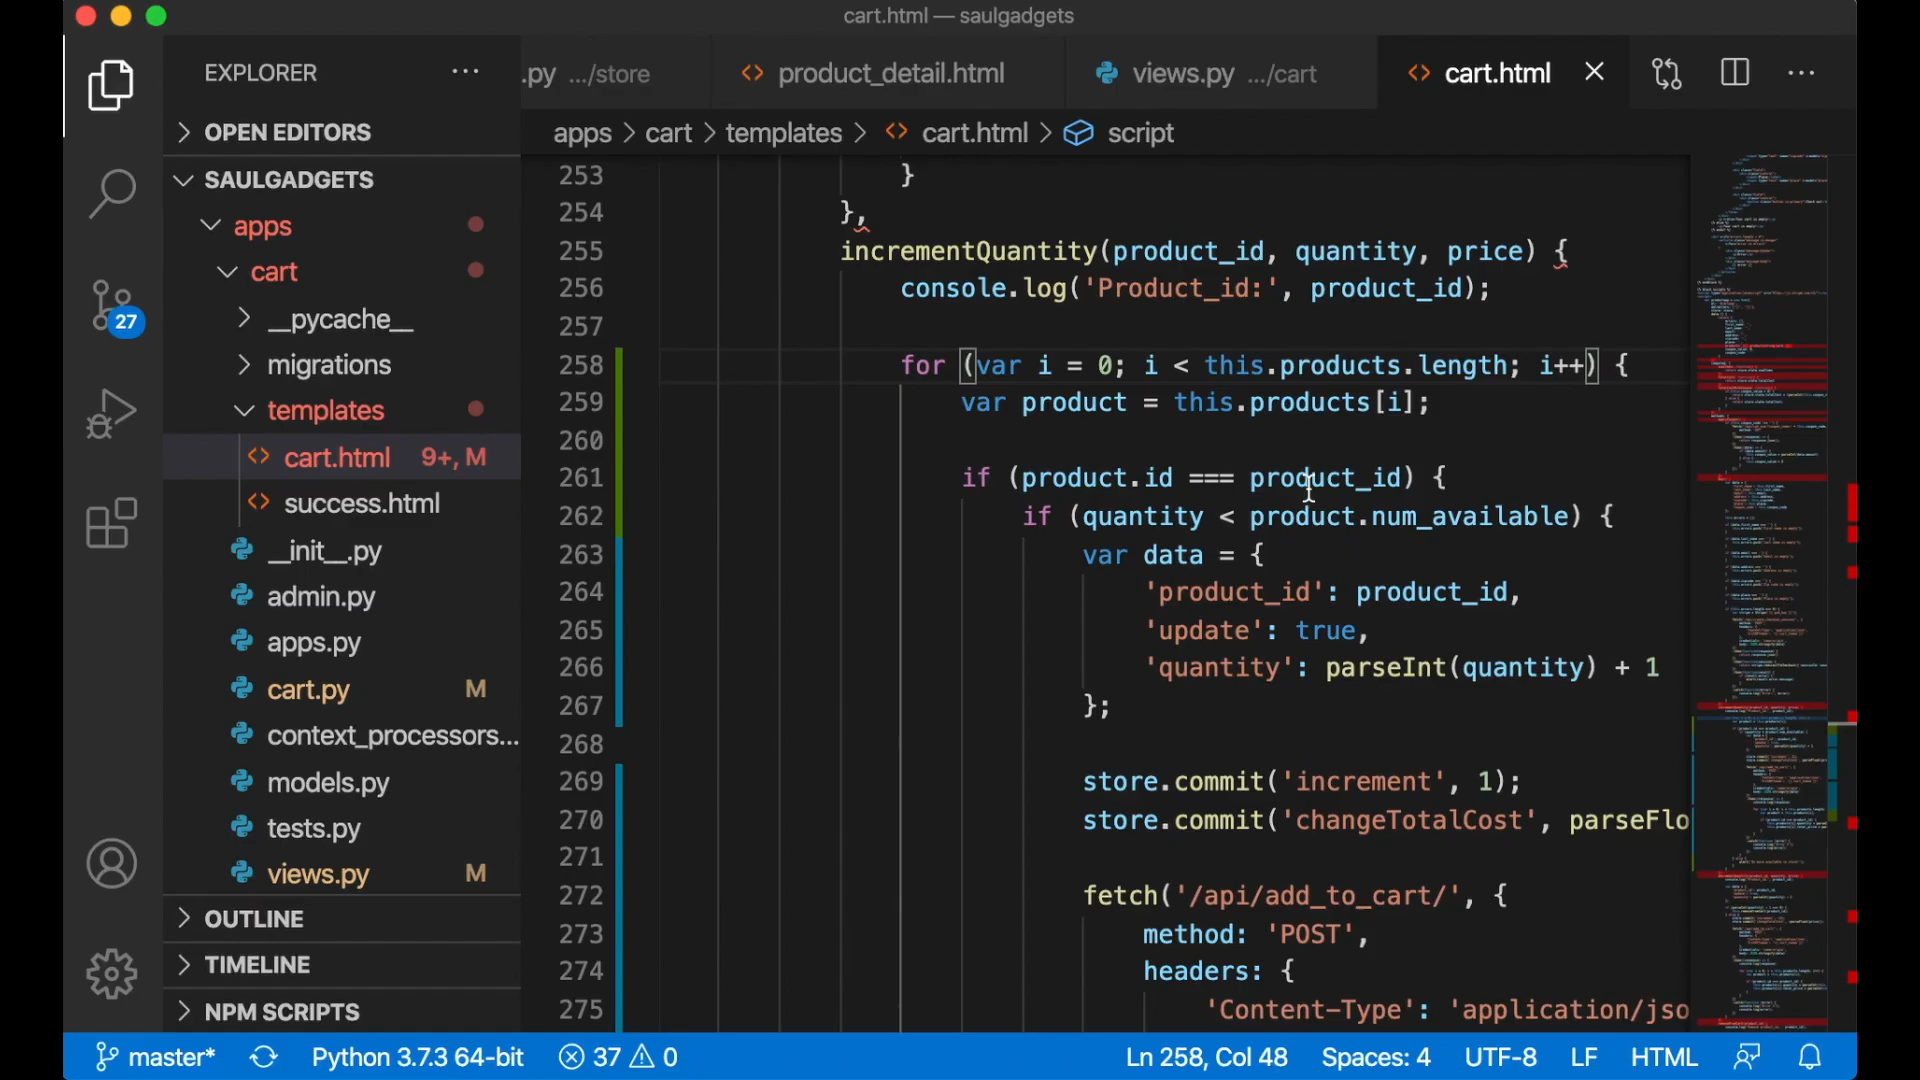 cart.html — saulgadgets
EXPLORER
.py .../store
product_detail.html
views.py .../cart
cart.html
OPEN EDITORS
apps > cart > templates > cart.html > script
SAULGADGETS
apps
cart
__pycache__
migrations
templates
cart.html 9+, M
success.html
__init__.py
admin.py
apps.py
cart.py M
context_processors...
models.py
tests.py
views.py M
OUTLINE
TIMELINE
NPM SCRIPTS
27
253 }
254 },
255 incrementQuantity(product_id, quantity, price) {
256 console.log('Product_id:', product_id);
257
258 for (var i = 0; i < this.products.length; i++) {
259 var product = this.products[i];
260
261 if (product.id === product_id) {
262 if (quantity < product.num_available) {
263 var data = {
264 'product_id': product_id,
265 'update': true,
266 'quantity': parseInt(quantity) + 1
267 };
268
269 store.commit('increment', 1);
270 store.commit('changeTotalCost', parseFlo
271
272 fetch('/api/add_to_cart/', {
273 method: 'POST',
274 headers: {
275 'Content-Type': 'application/jso
master* Python 3.7.3 64-bit 37 0 Ln 258, Col 48 Spaces: 4 UTF-8 LF HTML